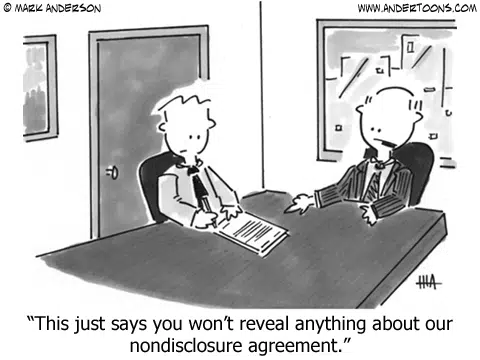 © MARK ANDERSON
WWW.ANDERTOONS.COM
“This just says you won’t reveal anything about our
nondisclosure agreement.”